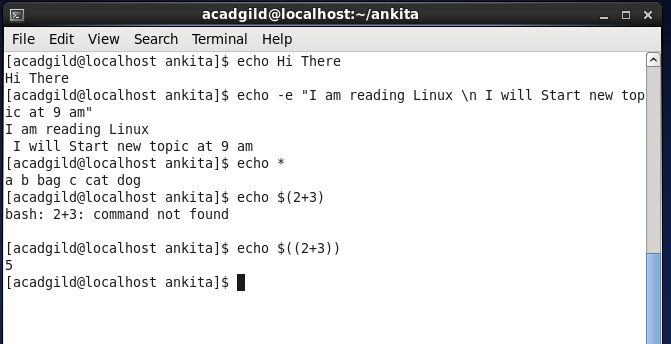 acadgild@localhost:~/ankita
File Edit View Search Terminal Help
[acadgild@localhost ankita]$ echo Hi There
Hi There
[acadgild@localhost ankita]$ echo -e "I am reading Linux \n I will Start new top
ic at 9 am"
I am reading Linux
 I will Start new topic at 9 am
[acadgild@localhost ankita]$ echo *
a b bag c cat dog
[acadgild@localhost ankita]$ echo $(2+3)
bash: 2+3: command not found

[acadgild@localhost ankita]$ echo $((2+3))
5
[acadgild@localhost ankita]$